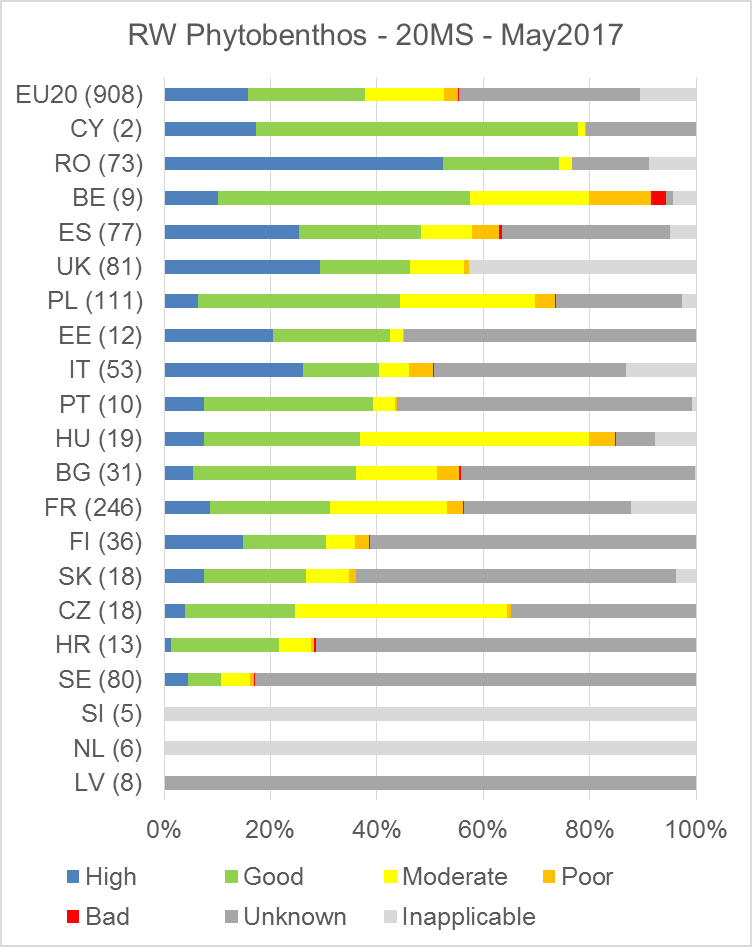 RW Phytobenthos - 20MS - May2017
EU20 (908)
CY (2)
RO (73)
BE (9)
ES (77)
UK (81)
PL (111)
EE (12)
IT (53)
PT (10)
HU (19)
BG (31)
FR (246)
FI (36)
SK (18)
CZ (18)
HR (13)
SE (80)
SI (5)
NL (6)
LV (8)
0% 20% 40% 60% 80% 100%
High Good Moderate Poor
Bad Unknown Inapplicable